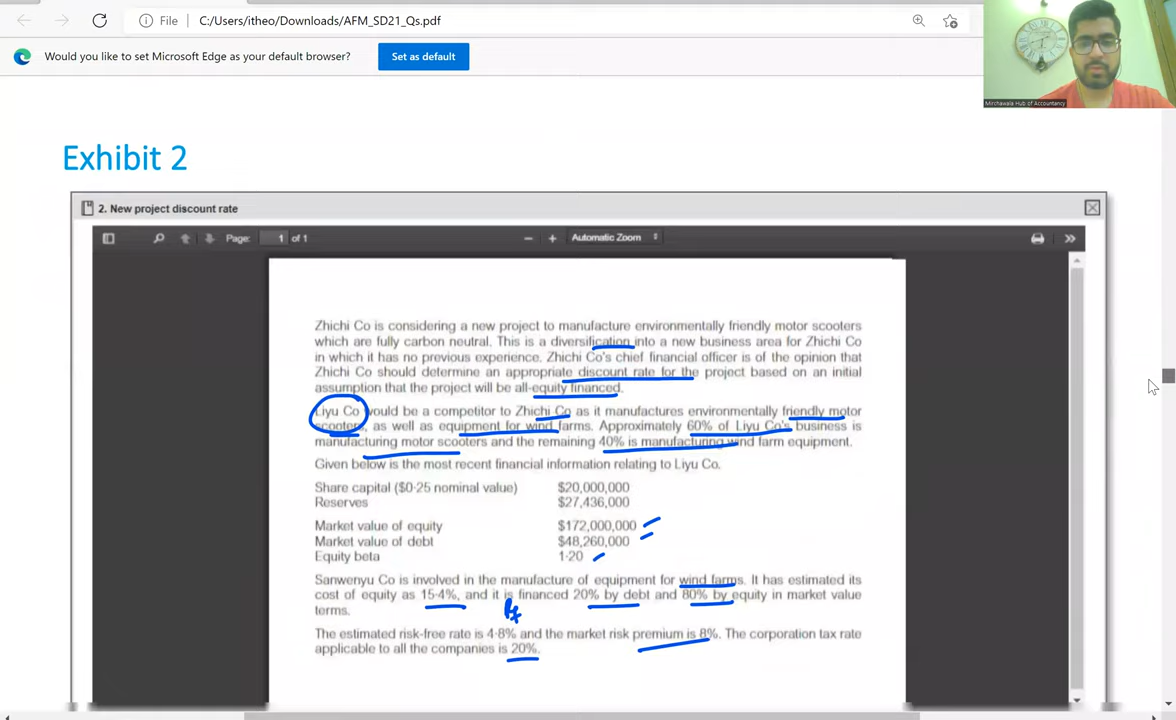 File
C:/Users/itheo/Downloads/AFM_SD21_Qs.pdf
Would you like to set Microsoft Edge as your default browser?
Set as default
Mirchawala Hub of Accountancy
Exhibit 2
2. New project discount rate
Page: 1 of 1
Automatic Zoom
Zhichi Co is considering a new project to manufacture environmentally friendly motor scooters
which are fully carbon neutral. This is a diversification into a new business area for Zhichi Co
in which it has no previous experience. Zhichi Co's chief financial officer is of the opinion that
Zhichi Co should determine an appropriate discount rate for the project based on an initial
assumption that the project will be all-equity financed.
Liyu Co would be a competitor to Zhichi Co as it manufactures environmentally friendly motor
scooters, as well as equipment for wind farms. Approximately 60% of Liyu Co's business is
manufacturing motor scooters and the remaining 40% is manufacturing wind farm equipment.
Given below is the most recent financial information relating to Liyu Co.
Share capital ($0·25 nominal value) $20,000,000
Reserves $27,436,000
Market value of equity $172,000,000
Market value of debt $48,260,000
Equity beta 1·20
Sanwenyu Co is involved in the manufacture of equipment for wind farms. It has estimated its
cost of equity as 15·4%, and it is financed 20% by debt and 80% by equity in market value
terms.
The estimated risk-free rate is 4·8% and the market risk premium is 8%. The corporation tax rate
applicable to all the companies is 20%.